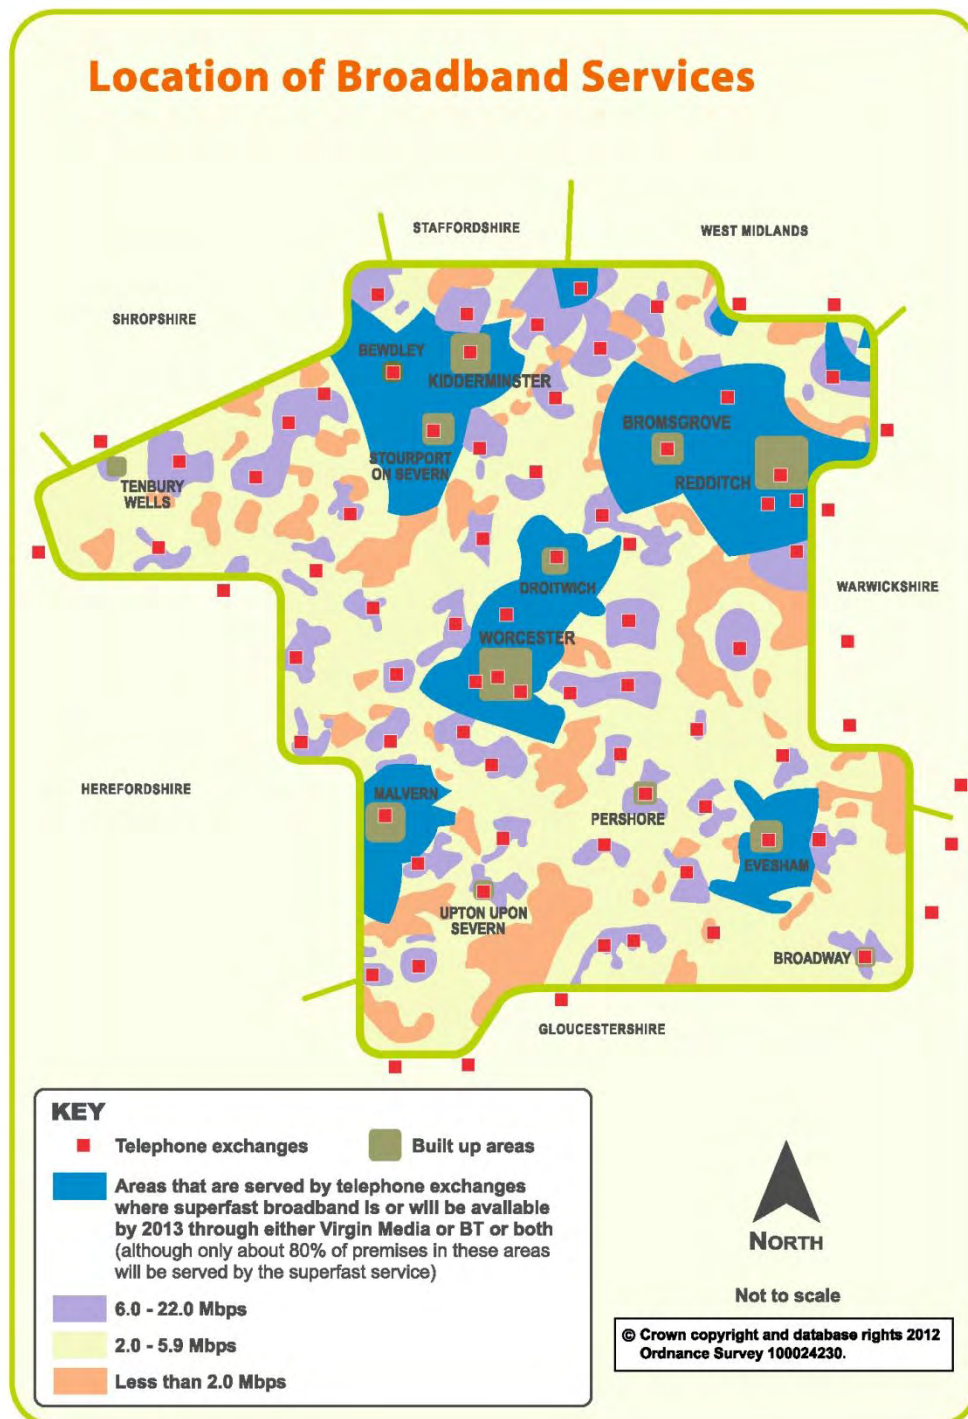 Location of Broadband Services
STAFFORDSHIRE
WEST MIDLANDS
SHROPSHIRE
BEWDLEY
KIDDERMINSTER
BROMSGROVE
STOURPORT
ON SEVERN
REDDITCH
TENBURY
WELLS
DROITWICH
WARWICKSHIRE
WORCESTER
HEREFORDSHIRE
MALVERN
PERSHORE
EVESHAM
UPTON UPON
SEVERN
BROADWAY
GLOUCESTERSHIRE
KEY
Telephone exchanges
Built up areas
Areas that are served by telephone exchanges
where superfast broadband is or will be available
by 2013 through either Virgin Media or BT or both
(although only about 80% of premises in these areas
will be served by the superfast service)
6.0 - 22.0 Mbps
2.0 - 5.9 Mbps
Less than 2.0 Mbps
NORTH
Not to scale
© Crown copyright and database rights 2012
Ordnance Survey 100024230.